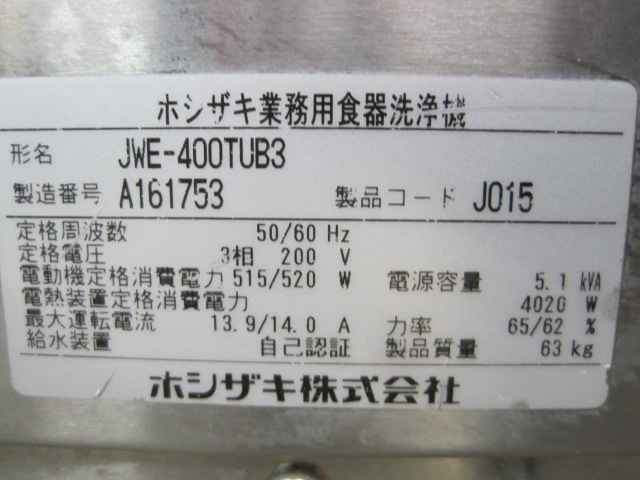 ホシザキ業務用食器洗浄機
形名 JWE-400TUB3
製造番号 A161753 製品コード J015
定格周波数 50/60 Hz
定格電圧 3相 200 V
電動機定格消費電力 515/520 W 電源容量 5.1 kVA
電熱装置定格消費電力 4020 W
最大運転電流 13.9/14.0 A 力率 65/62 %
給水装置 自己認証 製品質量 63 kg
ホシザキ株式会社